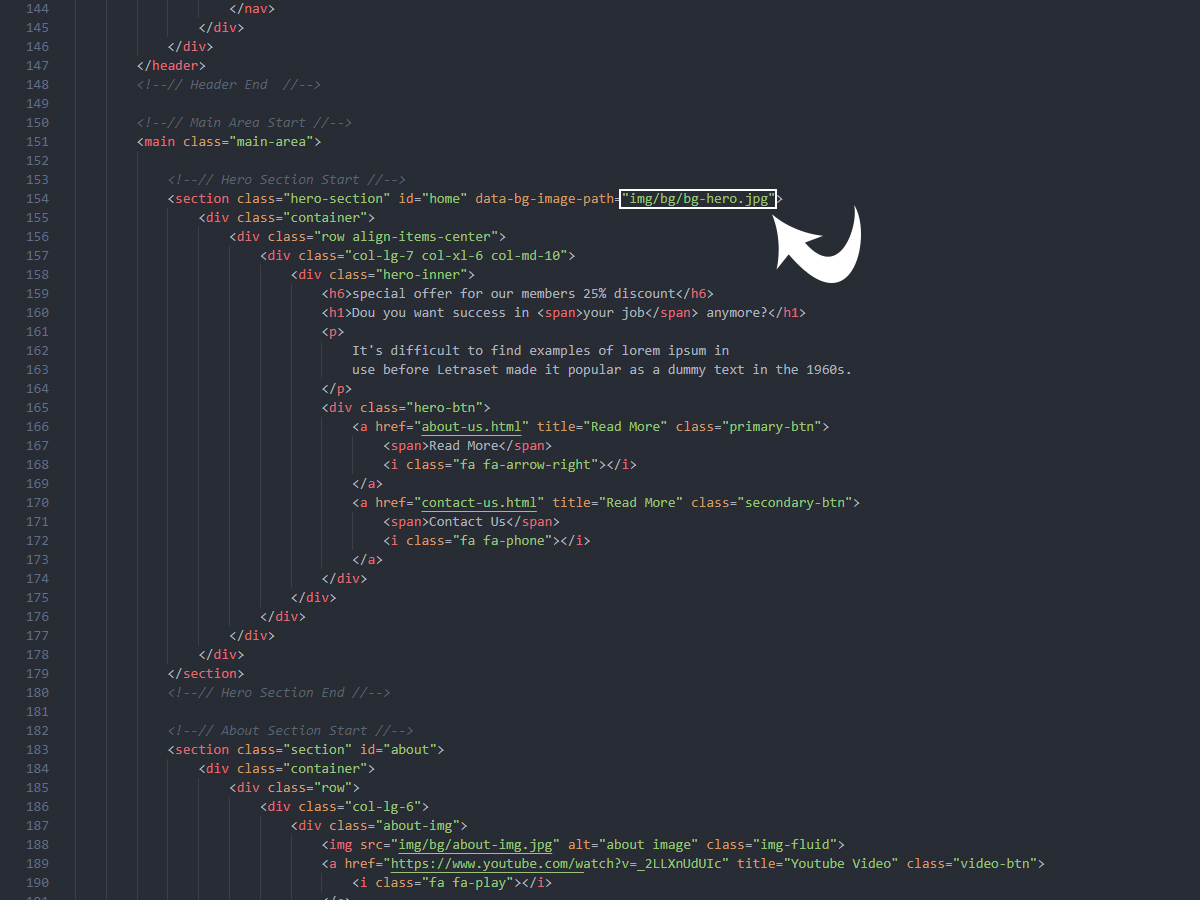 144 </nav>
145 </div>
146 </div>
147 </header>
148 <!--// Header End  //-->
149
150 <!--// Main Area Start //-->
151 <main class="main-area">
152
153 <!--// Hero Section Start //-->
154 <section class="hero-section" id="home" data-bg-image-path="img/bg/bg-hero.jpg">
155 <div class="container">
156 <div class="row align-items-center">
157 <div class="col-lg-7 col-xl-6 col-md-10">
158 <div class="hero-inner">
159 <h6>special offer for our members 25% discount</h6>
160 <h1>Dou you want success in <span>your job</span> anymore?</h1>
161 <p>
162 It's difficult to find examples of lorem ipsum in
163 use before Letraset made it popular as a dummy text in the 1960s.
164 </p>
165 <div class="hero-btn">
166 <a href="about-us.html" title="Read More" class="primary-btn">
167 <span>Read More</span>
168 <i class="fa fa-arrow-right"></i>
169 </a>
170 <a href="contact-us.html" title="Read More" class="secondary-btn">
171 <span>Contact Us</span>
172 <i class="fa fa-phone"></i>
173 </a>
174 </div>
175 </div>
176 </div>
177 </div>
178 </div>
179 </section>
180 <!--// Hero Section End //-->
181
182 <!--// About Section Start //-->
183 <section class="section" id="about">
184 <div class="container">
185 <div class="row">
186 <div class="col-lg-6">
187 <div class="about-img">
188 <img src="img/bg/about-img.jpg" alt="about image" class="img-fluid">
189 <a href="https://www.youtube.com/watch?v=_2LLXnUdUIc" title="Youtube Video" class="video-btn">
190 <i class="fa fa-play"></i>